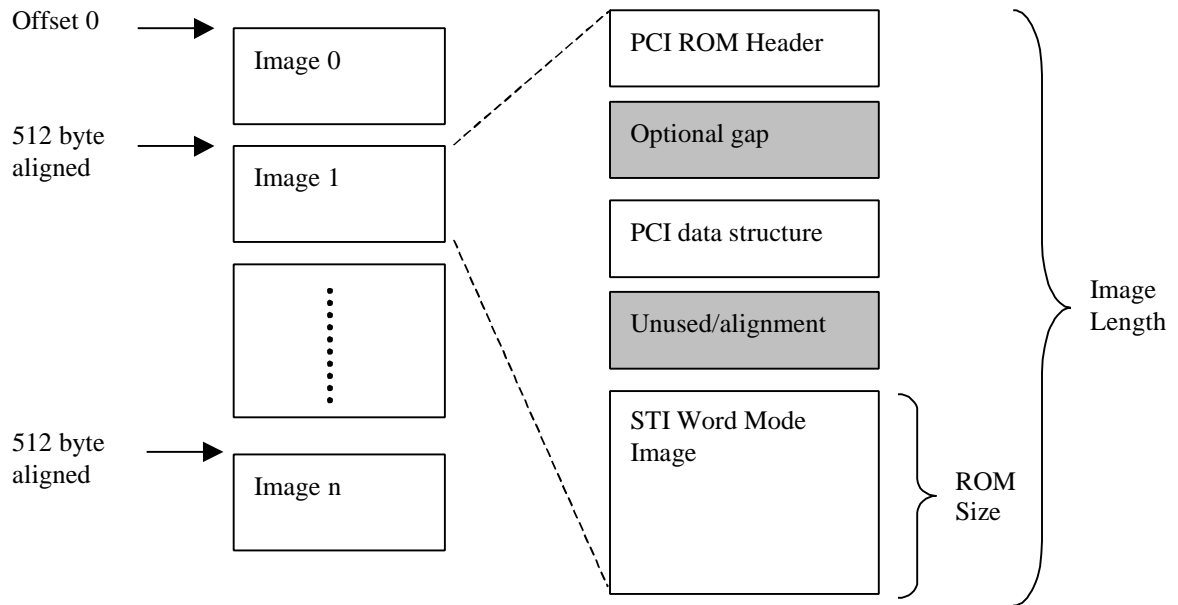 Offset 0
Image 0
512 byte
aligned
Image 1
512 byte
aligned
Image n
PCI ROM Header
Optional gap
PCI data structure
Unused/alignment
STI Word Mode
Image
ROM
Size
Image
Length